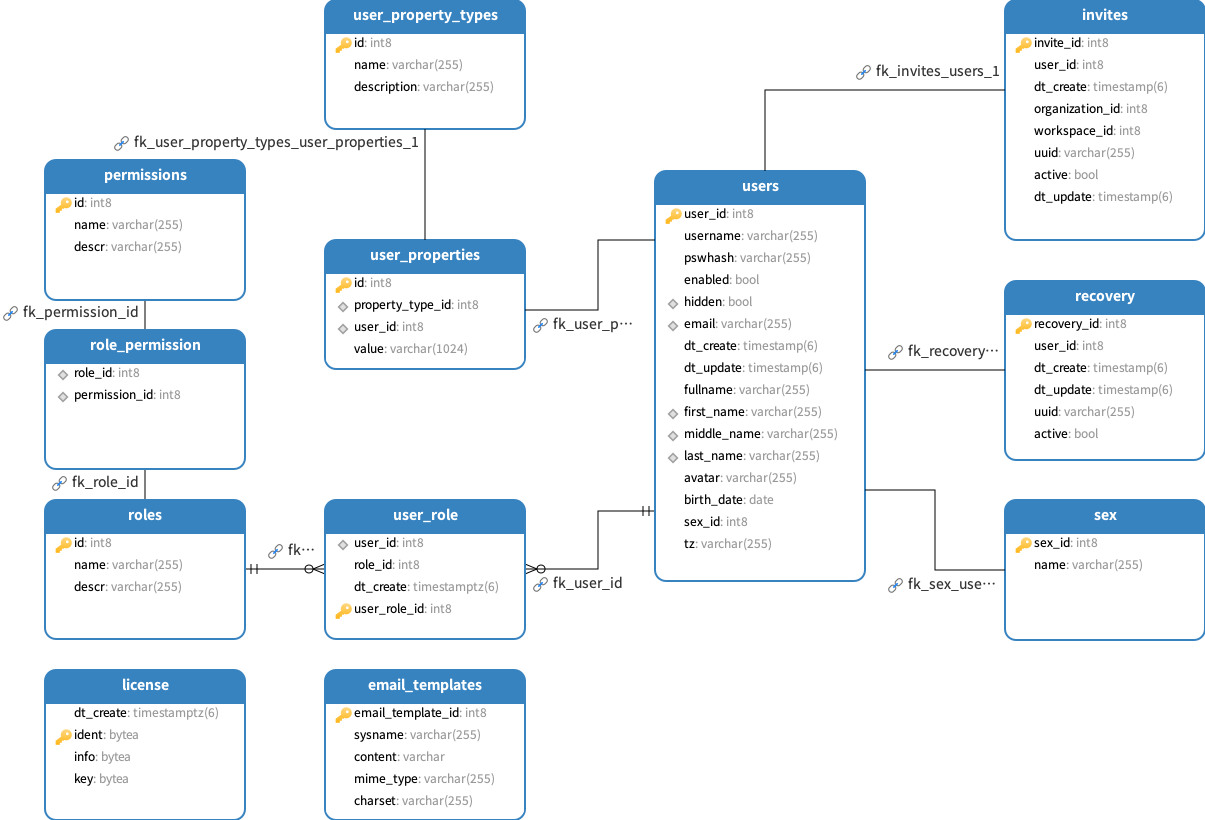 user_property_types
id: int8
name: varchar(255)
description: varchar(255)
invites
invite_id: int8
user_id: int8
dt_create: timestamp(6)
organization_id: int8
workspace_id: int8
uuid: varchar(255)
active: bool
dt_update: timestamp(6)
fk_invites_users_1
fk_user_property_types_user_properties_1
permissions
id: int8
name: varchar(255)
descr: varchar(255)
users
user_id: int8
username: varchar(255)
pswhash: varchar(255)
enabled: bool
hidden: bool
email: varchar(255)
dt_create: timestamp(6)
dt_update: timestamp(6)
fullname: varchar(255)
first_name: varchar(255)
middle_name: varchar(255)
last_name: varchar(255)
avatar: varchar(255)
birth_date: date
sex_id: int8
tz: varchar(255)
user_properties
id: int8
property_type_id: int8
user_id: int8
value: varchar(1024)
fk_user_p···
fk_permission_id
role_permission
role_id: int8
permission_id: int8
recovery
recovery_id: int8
user_id: int8
dt_create: timestamp(6)
dt_update: timestamp(6)
uuid: varchar(255)
active: bool
fk_recovery···
fk_role_id
roles
id: int8
name: varchar(255)
descr: varchar(255)
fk···
user_role
user_id: int8
role_id: int8
dt_create: timestamptz(6)
user_role_id: int8
fk_user_id
sex
sex_id: int8
name: varchar(255)
fk_sex_use···
license
dt_create: timestamptz(6)
ident: bytea
info: bytea
key: bytea
email_templates
email_template_id: int8
sysname: varchar(255)
content: varchar
mime_type: varchar(255)
charset: varchar(255)